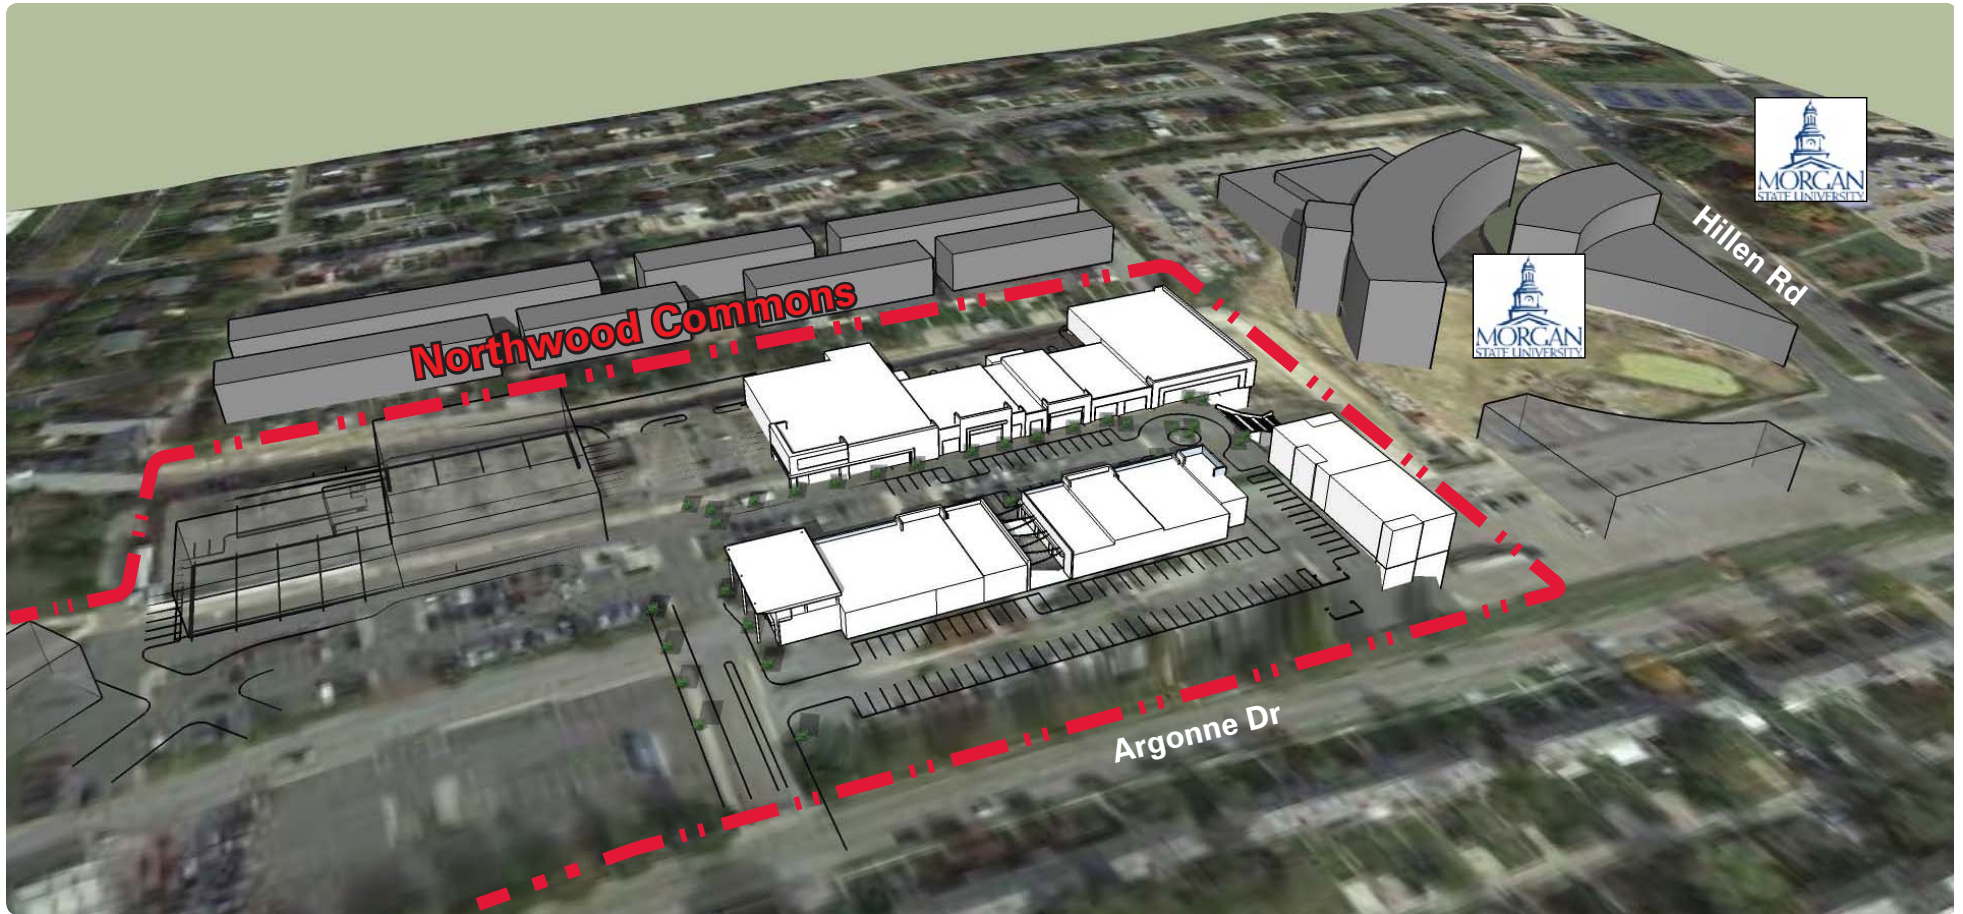 MORGAN
STATE UNIVERSITY
Hillen Rd
MORGAN
STATE UNIVERSITY
Northwood Commons
Argonne Dr